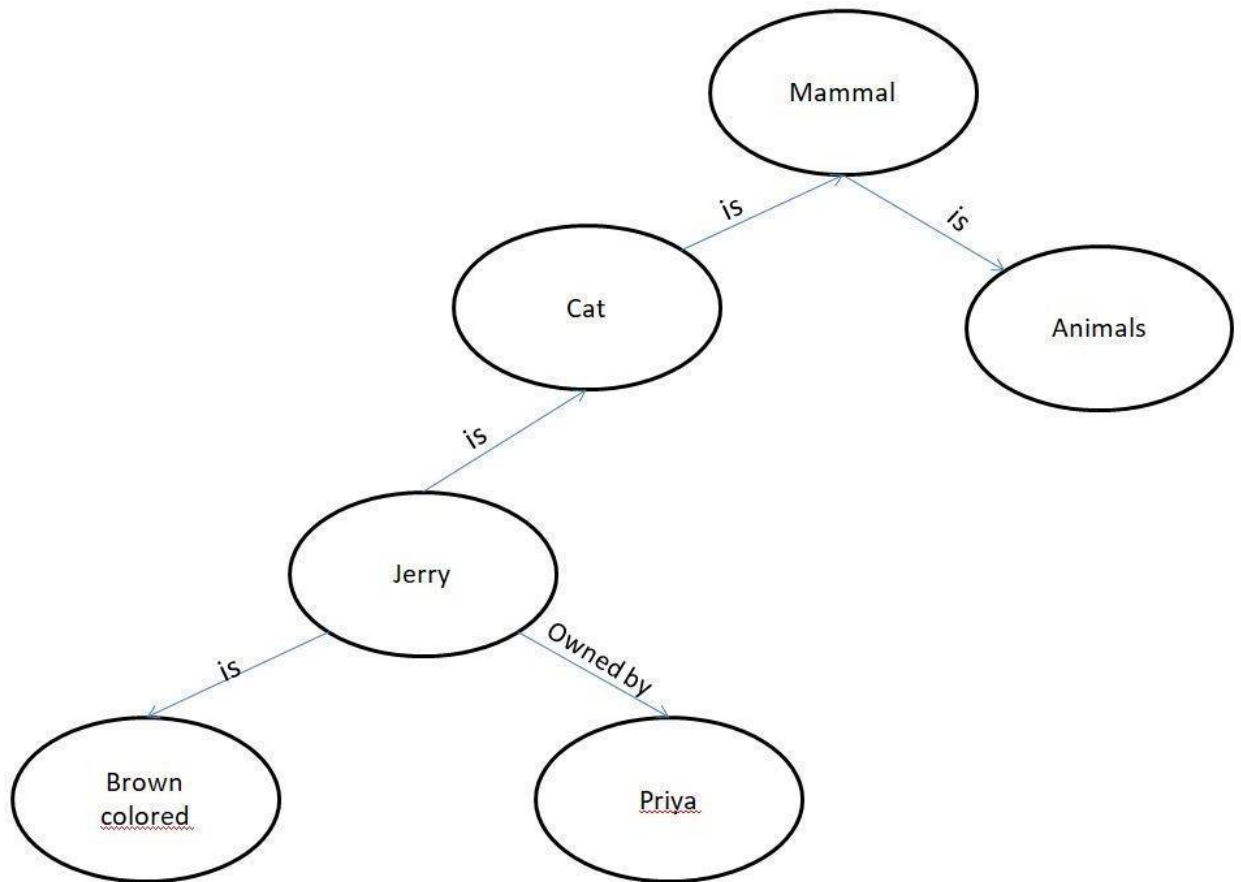 Mammal
is
is
Cat
Animals
is
Jerry
is
Owned by
Brown
colored
Priya